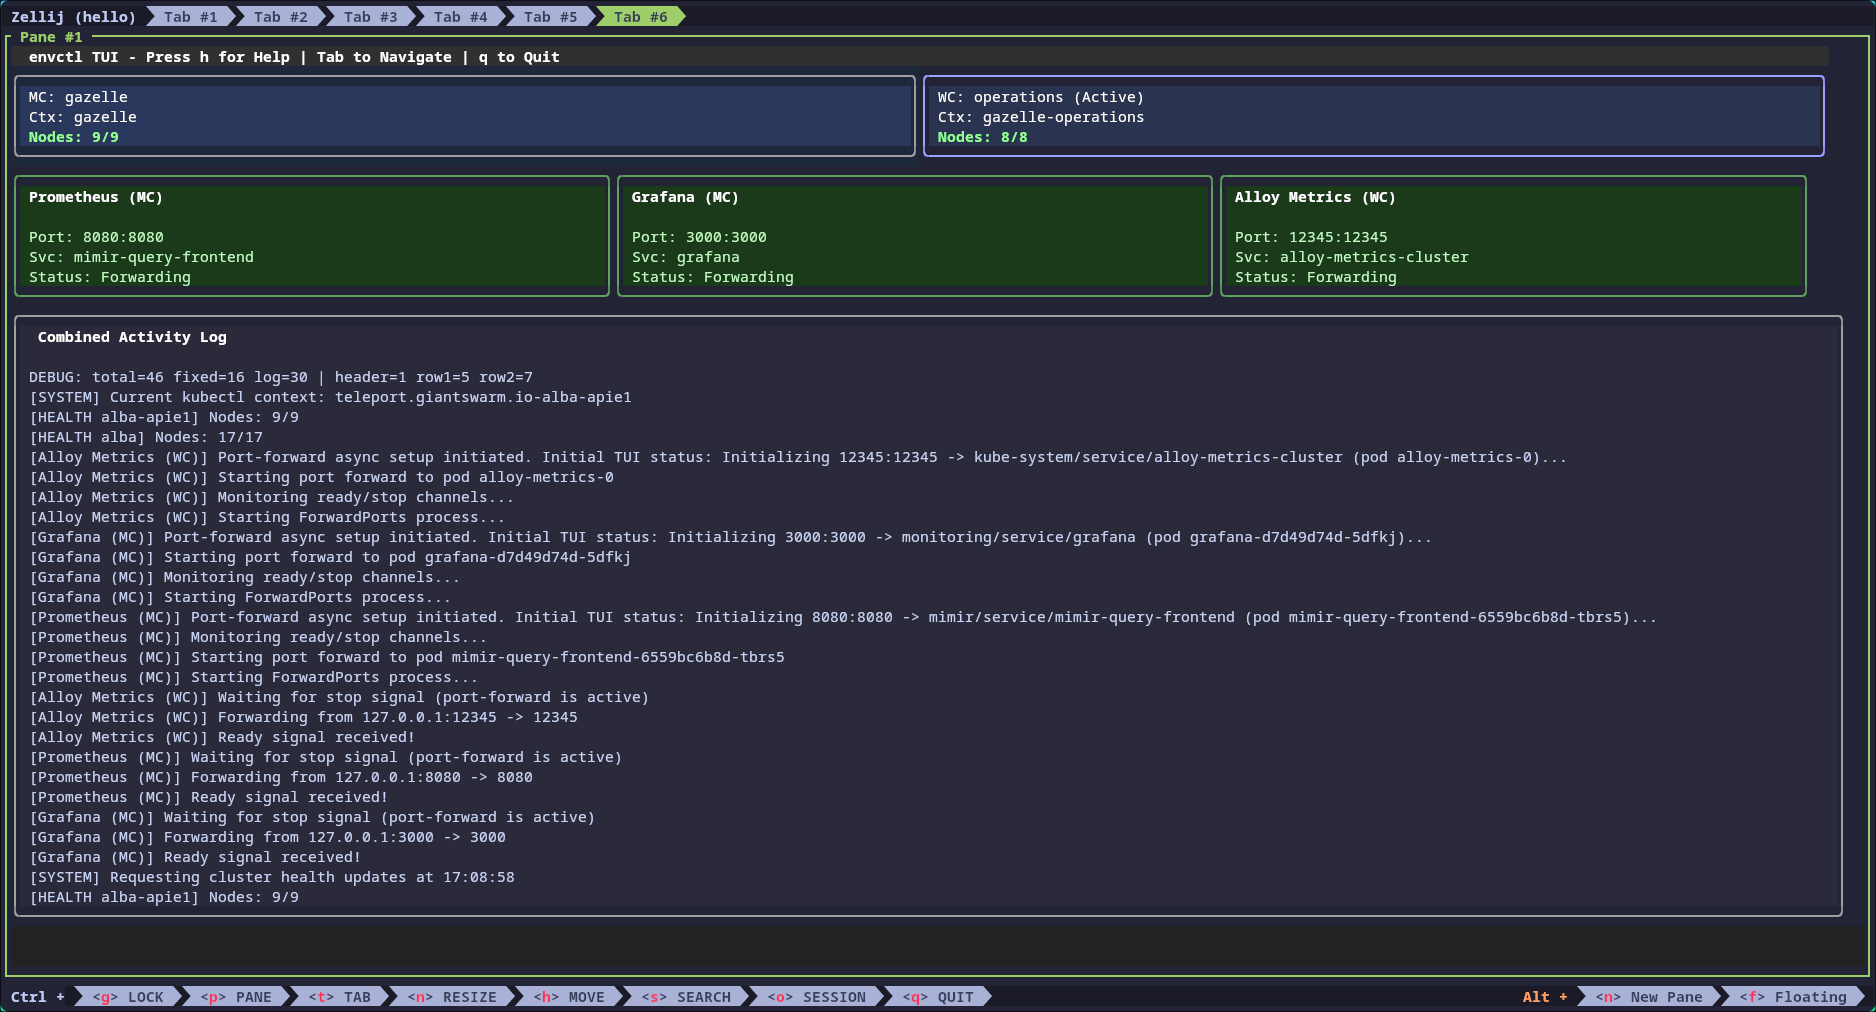 Zellij (hello) Tab #1 Tab #2 Tab #3 Tab #4 Tab #5 Tab #6
Pane #1
envctl TUI - Press h for Help | Tab to Navigate | q to Quit
MC: gazelle
Ctx: gazelle
Nodes: 9/9
WC: operations (Active)
Ctx: gazelle-operations
Nodes: 8/8
Prometheus (MC)
Port: 8080:8080
Svc: mimir-query-frontend
Status: Forwarding
Grafana (MC)
Port: 3000:3000
Svc: grafana
Status: Forwarding
Alloy Metrics (WC)
Port: 12345:12345
Svc: alloy-metrics-cluster
Status: Forwarding
Combined Activity Log
DEBUG: total=46 fixed=16 log=30 | header=1 row1=5 row2=7
[SYSTEM] Current kubectl context: teleport.giantswarm.io-alba-apie1
[HEALTH alba-apie1] Nodes: 9/9
[HEALTH alba] Nodes: 17/17
[Alloy Metrics (WC)] Port-forward async setup initiated. Initial TUI status: Initializing 12345:12345 -> kube-system/service/alloy-metrics-cluster (pod alloy-metrics-0)...
[Alloy Metrics (WC)] Starting port forward to pod alloy-metrics-0
[Alloy Metrics (WC)] Monitoring ready/stop channels...
[Alloy Metrics (WC)] Starting ForwardPorts process...
[Grafana (MC)] Port-forward async setup initiated. Initial TUI status: Initializing 3000:3000 -> monitoring/service/grafana (pod grafana-d7d49d74d-5dfkj)...
[Grafana (MC)] Starting port forward to pod grafana-d7d49d74d-5dfkj
[Grafana (MC)] Monitoring ready/stop channels...
[Grafana (MC)] Starting ForwardPorts process...
[Prometheus (MC)] Port-forward async setup initiated. Initial TUI status: Initializing 8080:8080 -> mimir/service/mimir-query-frontend (pod mimir-query-frontend-6559bc6b8d-tbrs5)...
[Prometheus (MC)] Monitoring ready/stop channels...
[Prometheus (MC)] Starting port forward to pod mimir-query-frontend-6559bc6b8d-tbrs5
[Prometheus (MC)] Starting ForwardPorts process...
[Alloy Metrics (WC)] Waiting for stop signal (port-forward is active)
[Alloy Metrics (WC)] Forwarding from 127.0.0.1:12345 -> 12345
[Alloy Metrics (WC)] Ready signal received!
[Prometheus (MC)] Waiting for stop signal (port-forward is active)
[Prometheus (MC)] Forwarding from 127.0.0.1:8080 -> 8080
[Prometheus (MC)] Ready signal received!
[Grafana (MC)] Waiting for stop signal (port-forward is active)
[Grafana (MC)] Forwarding from 127.0.0.1:3000 -> 3000
[Grafana (MC)] Ready signal received!
[SYSTEM] Requesting cluster health updates at 17:08:58
[HEALTH alba-apie1] Nodes: 9/9
Ctrl + <g> LOCK <p> PANE <t> TAB <n> RESIZE <h> MOVE <s> SEARCH <o> SESSION <q> QUIT Alt + <n> New Pane <f> Floating